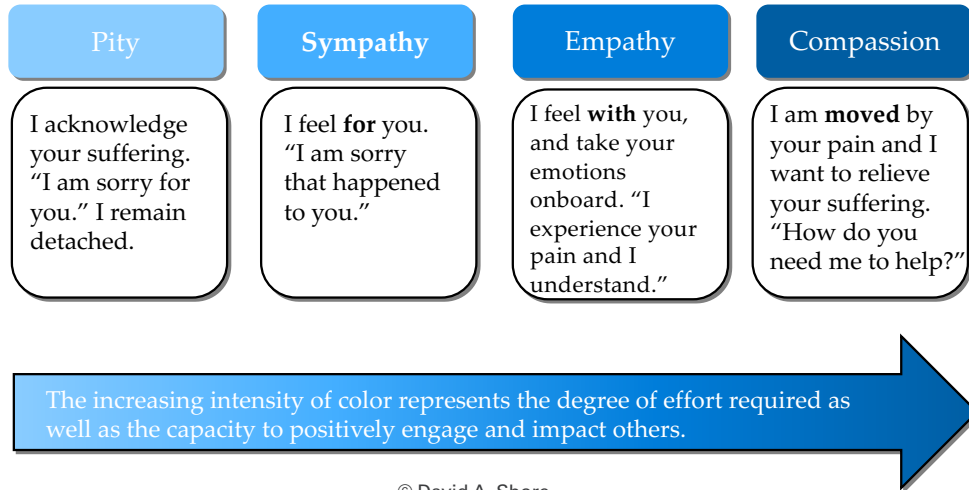 Pity
Sympathy
Empathy
Compassion
I acknowledge
your suffering.
“I am sorry for
you.” I remain
detached.
I feel for you.
“I am sorry
that happened
to you.”
I feel with you,
and take your
emotions
onboard. “I
experience your
pain and I
understand.”
I am moved by
your pain and I
want to relieve
your suffering.
“How do you
need me to help?”
The increasing intensity of color represents the degree of effort required as
well as the capacity to positively engage and impact others.
© David A. Shore